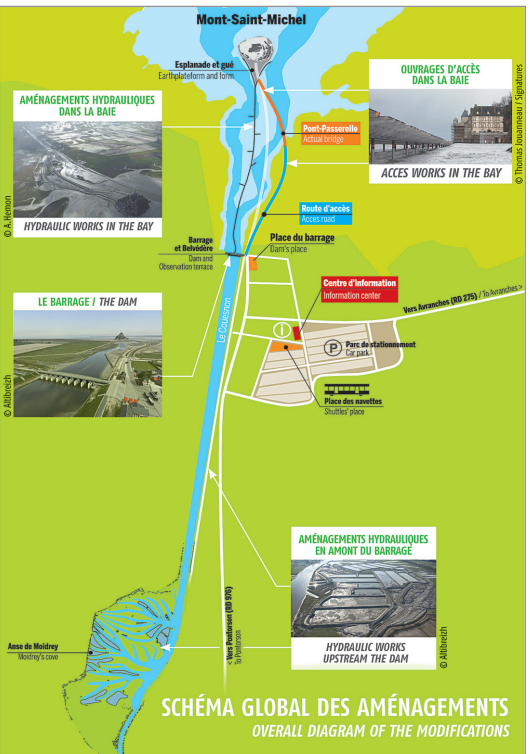 Mont-Saint-Michel
Esplanade et gué
Earthplateform and form
AMÉNAGEMENTS HYDRAULIQUES
DANS LA BAIE
HYDRAULIC WORKS IN THE BAY
© A. Hemon
OUVRAGES D'ACCÈS
DANS LA BAIE
ACCES WORKS IN THE BAY
© Thomas Jouanneau / Signatures
Pont-Passerelle
Actual bridge
Route d'accès
Acces road
Barrage
et Belvédère
Dam and
Observation terrace
Place du barrage
Dam's place
Centre d'information
Information center
Vers Avranches (RD 275) / To Avranches >
LE BARRAGE / THE DAM
© Altibreizh
Le Couesnon
i
P
Parc de stationnement
Car park
Place des navettes
Shuttles' place
AMÉNAGEMENTS HYDRAULIQUES
EN AMONT DU BARRAGE
HYDRAULIC WORKS
UPSTREAM THE DAM
© Altibreizh
< Vers Pontorson (RD 976)
To Pontorson
Anse de Moidrey
Moidrey's cove
SCHÉMA GLOBAL DES AMÉNAGEMENTS
OVERALL DIAGRAM OF THE MODIFICATIONS